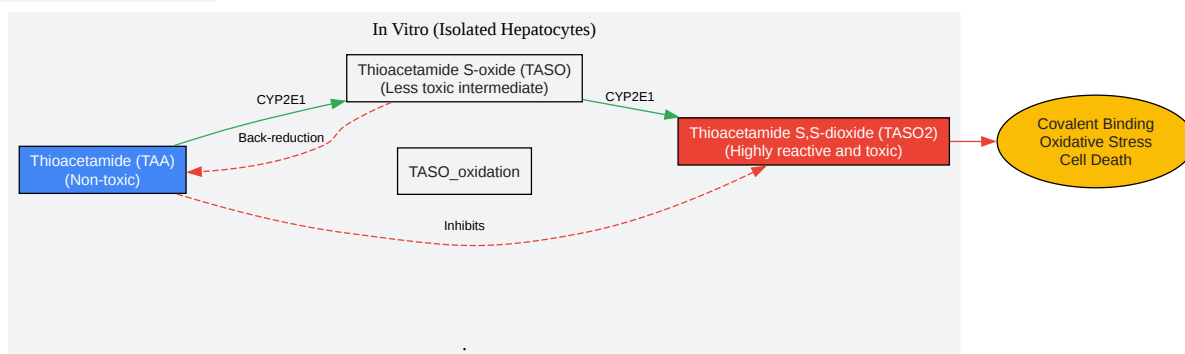 In Vitro (Isolated Hepatocytes)
Thioacetamide S-oxide (TASO)
(Less toxic intermediate)
CYP2E1
CYP2E1
Back-reduction
Thioacetamide (TAA)
(Non-toxic)
TASO_oxidation
Thioacetamide S,S-dioxide (TASO2)
(Highly reactive and toxic)
Covalent Binding
Oxidative Stress
Cell Death
Inhibits
.